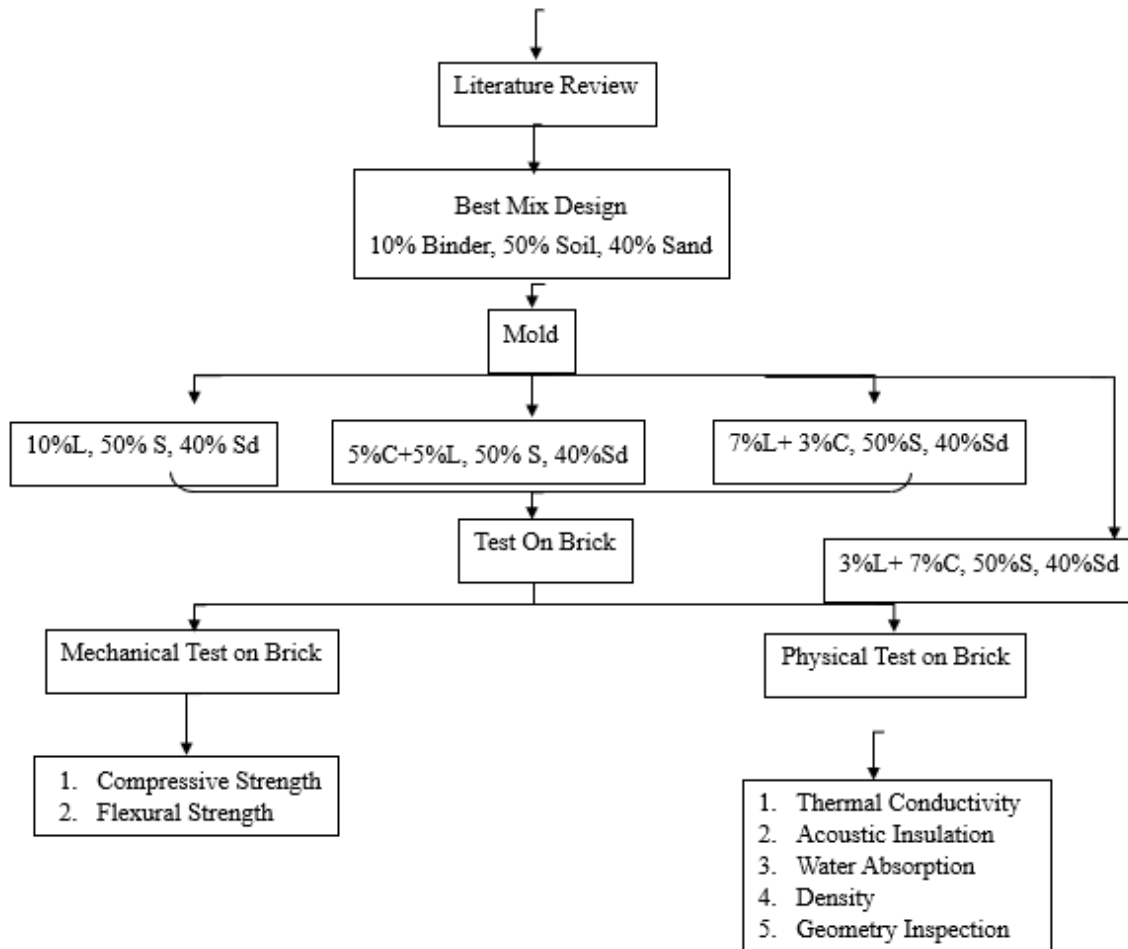 Literature Review
Best Mix Design
10% Binder, 50% Soil, 40% Sand
Mold
10%L, 50% S, 40% Sd
5%C+5%L, 50% S, 40%Sd
7%L+ 3%C, 50%S, 40%Sd
Test On Brick
3%L+ 7%C, 50%S, 40%Sd
Mechanical Test on Brick
Physical Test on Brick
1. Compressive Strength
2. Flexural Strength
1. Thermal Conductivity
2. Acoustic Insulation
3. Water Absorption
4. Density
5. Geometry Inspection